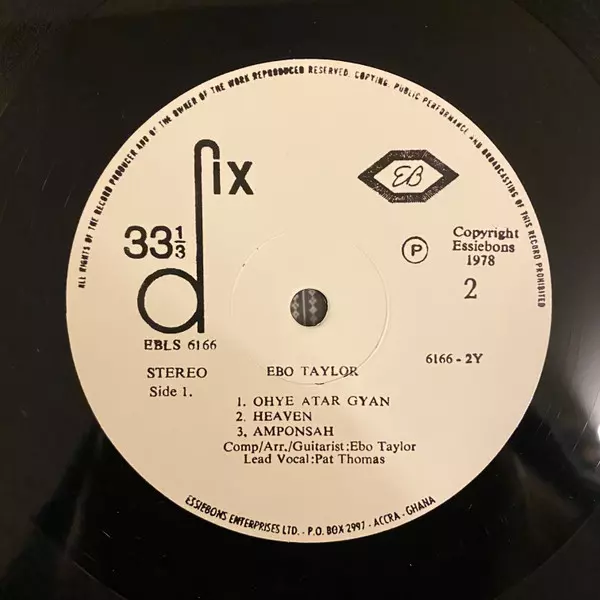 ALL RIGHTS OF THE RECORD PRODUCER AND OF THE OWNER OF THE WORK REPRODUCED RESERVED. COPYING, PUBLIC PERFORMANCE AND BROADCASTING OF THIS RECORD PROHIBITED
dix
EB
33 1/3
P
Copyright
Essiebons
1978
2
EBLS 6166
6166 - 2Y
STEREO
Side 1.
EBO TAYLOR
1. OHYE ATAR GYAN
2. HEAVEN
3, AMPONSAH
Comp/Arr./Guitarist:Ebo Taylor
Lead Vocal:Pat Thomas
ESSIEBONS ENTERPRISES LTD. - P.O. BOX 2997 - ACCRA - GHANA